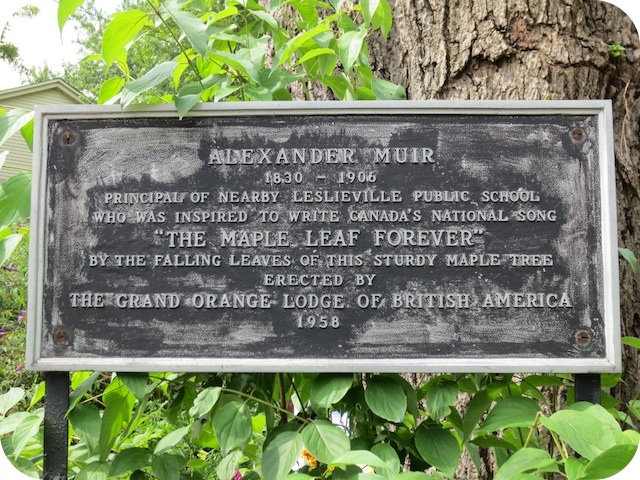 ALEXANDER MUIR
1830 - 1906
PRINCIPAL OF NEARBY LESLIEVILLE PUBLIC SCHOOL
WHO WAS INSPIRED TO WRITE CANADA'S NATIONAL SONG
"THE MAPLE LEAF FOREVER"
BY THE FALLING LEAVES OF THIS STURDY MAPLE TREE
ERECTED BY
THE GRAND ORANGE LODGE OF BRITISH AMERICA
1958